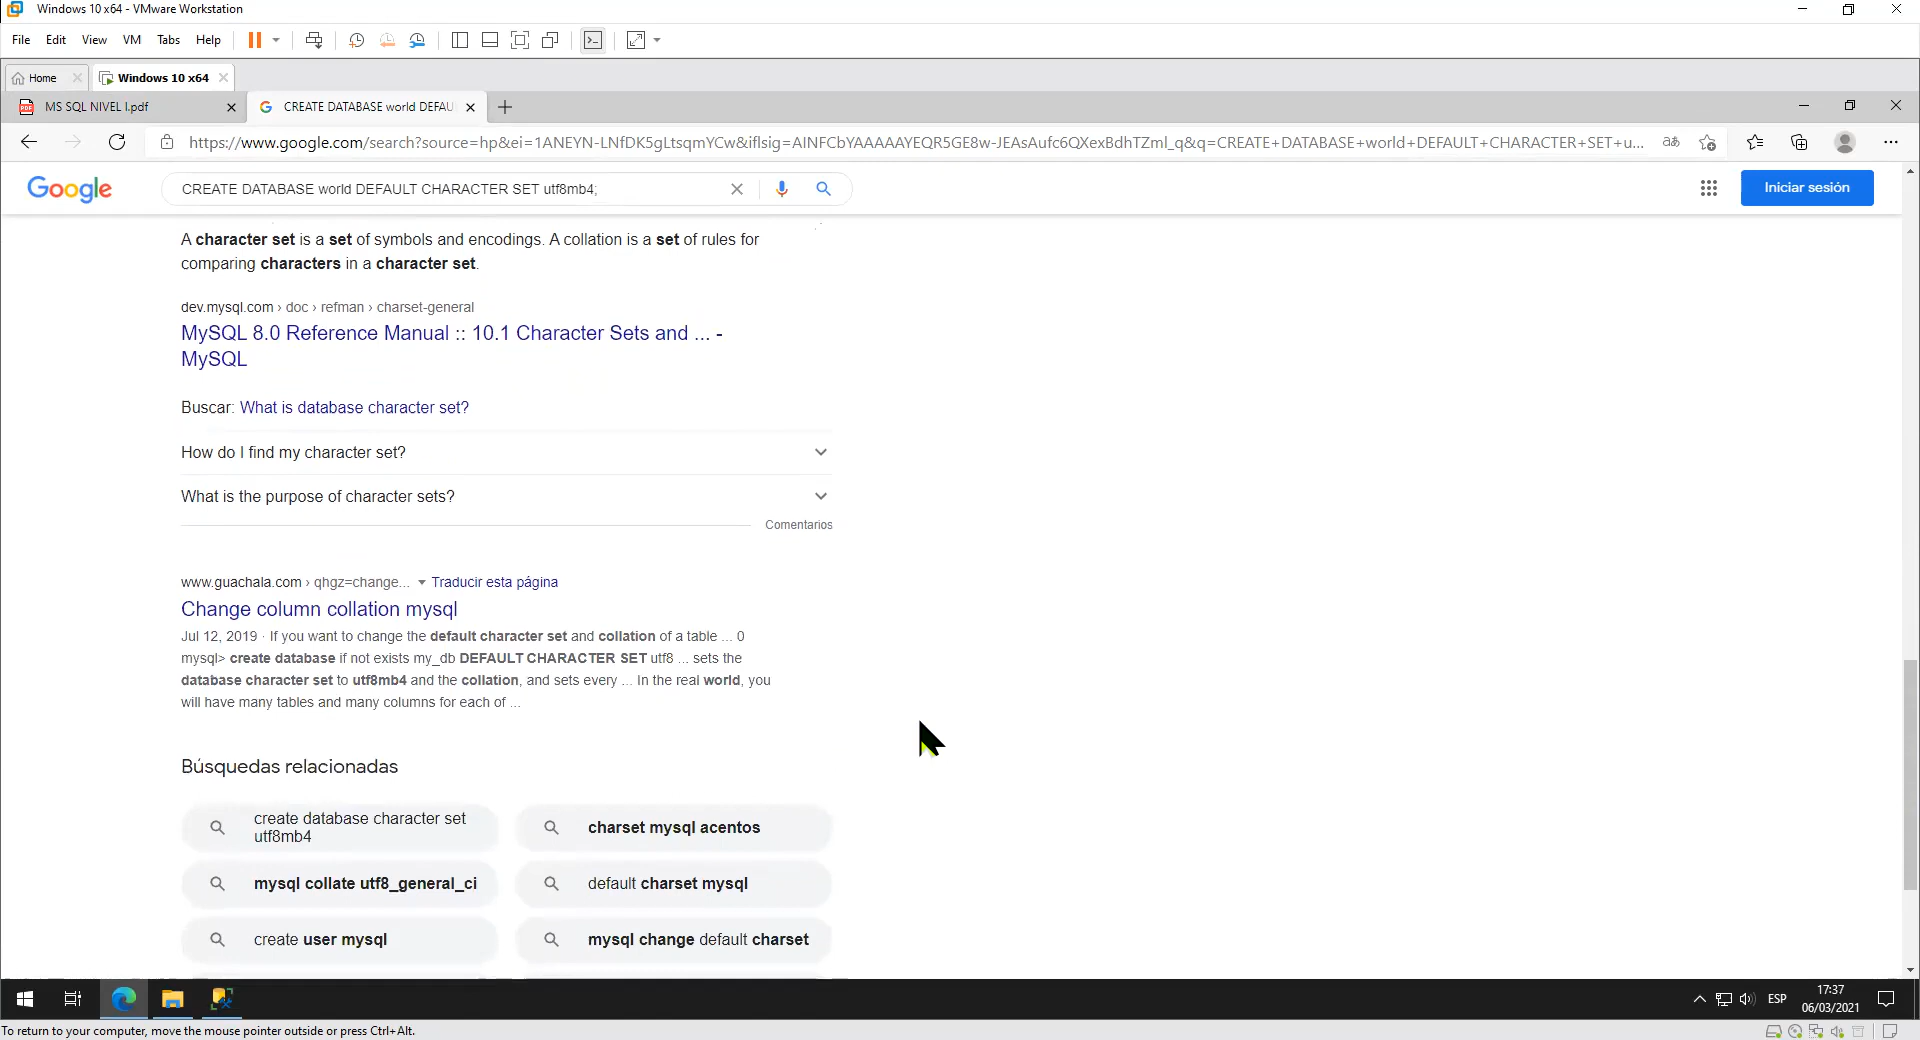 Windows 10 x64 - VMware Workstation
File Edit View VM Tabs Help
Home Windows 10 x64
MS SQL NIVEL I.pdf CREATE DATABASE world DEFAU
https://www.google.com/search?source=hp&ei=1ANEYN-LNfDK5gLtsqmYCw&iflsig=AINFCbYAAAAAYEQR5GE8w-JEAsAufc6QXexBdhTZml_q&q=CREATE+DATABASE+world+DEFAULT+CHARACTER+SET+u...
Google CREATE DATABASE world DEFAULT CHARACTER SET utf8mb4; Iniciar sesión
A character set is a set of symbols and encodings. A collation is a set of rules for
comparing characters in a character set.
dev.mysql.com › doc › refman › charset-general
MySQL 8.0 Reference Manual :: 10.1 Character Sets and ... -
MySQL
Buscar: What is database character set?
How do I find my character set?
What is the purpose of character sets?
Comentarios
www.guachala.com › qhgz=change... Traducir esta página
Change column collation mysql
Jul 12, 2019 · If you want to change the default character set and collation of a table ... 0
mysql> create database if not exists my_db DEFAULT CHARACTER SET utf8 ... sets the
database character set to utf8mb4 and the collation, and sets every ... In the real world, you
will have many tables and many columns for each of ...
Búsquedas relacionadas
create database character set
utf8mb4
charset mysql acentos
mysql collate utf8_general_ci
default charset mysql
create user mysql
mysql change default charset
ESP
17:37
06/03/2021
To return to your computer, move the mouse pointer outside or press Ctrl+Alt.